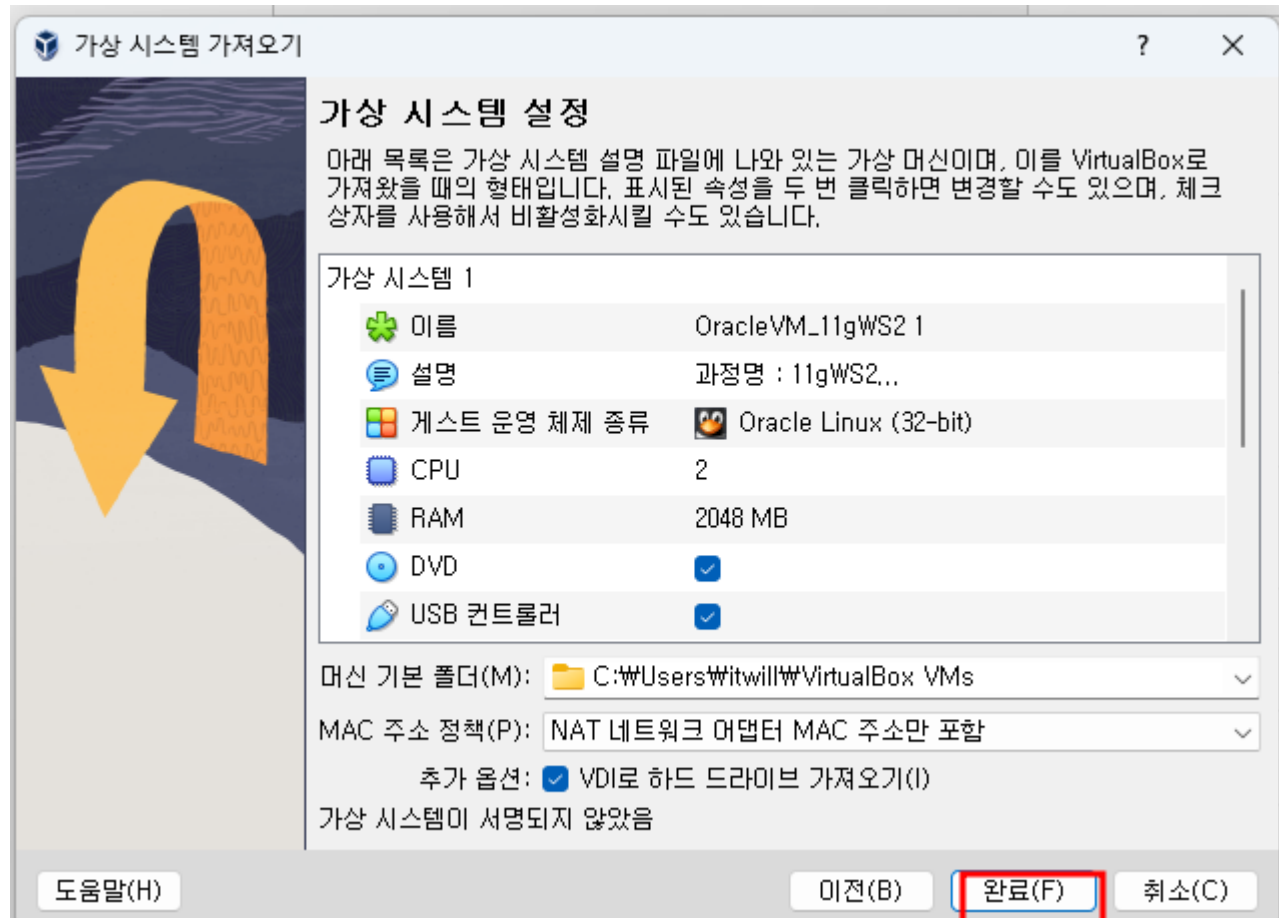 가상 시스템 가져오기
?
가상 시스템 설정
아래 목록은 가상 시스템 설명 파일에 나와 있는 가상 머신이며, 이를 VirtualBox로
가져왔을 때의 형태입니다. 표시된 속성을 두 번 클릭하면 변경할 수도 있으며, 체크
상자를 사용해서 비활성화시킬 수도 있습니다.
가상 시스템 1
이름 OracleVM_11gWS2 1
설명 과정명 : 11gWS2...
게스트 운영 체제 종류 Oracle Linux (32-bit)
CPU 2
RAM 2048 MB
DVD
USB 컨트롤러
머신 기본 폴더(M): C:₩Users₩itwill₩VirtualBox VMs
MAC 주소 정책(P): NAT 네트워크 어댑터 MAC 주소만 포함
추가 옵션: VDI로 하드 드라이브 가져오기(I)
가상 시스템이 서명되지 않았음
도움말(H) 이전(B) 완료(F) 취소(C)